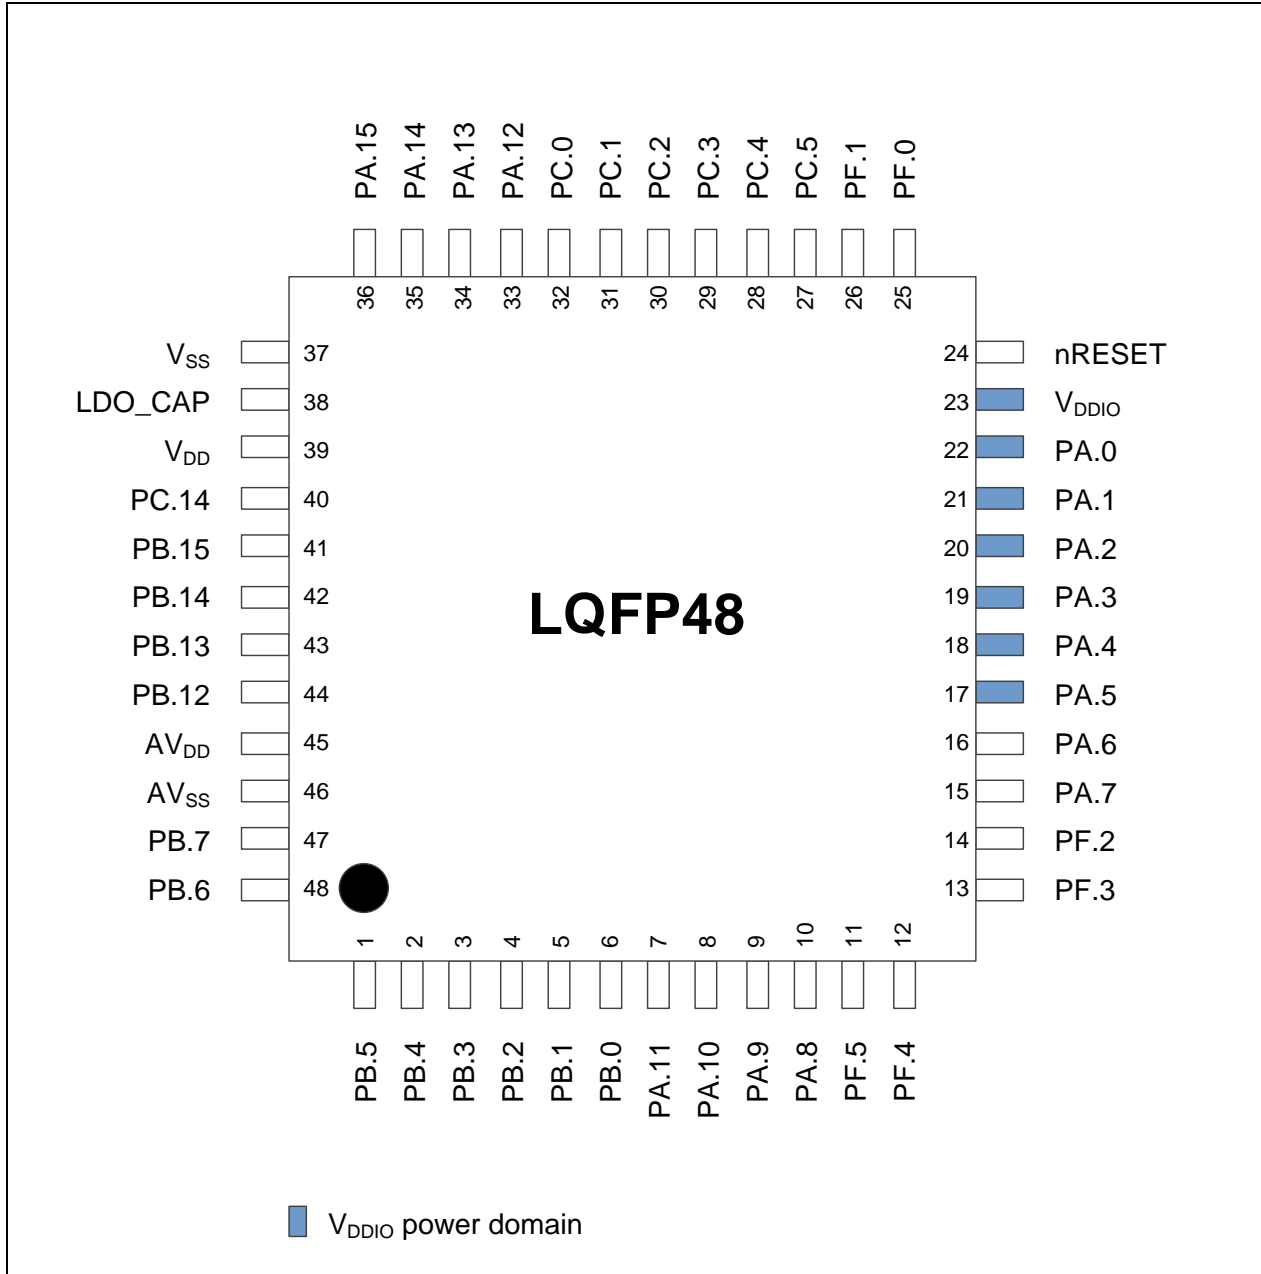 PA.15 PA.14 PA.13 PA.12 PC.0 PC.1 PC.2 PC.3 PC.4 PC.5 PF.1 PF.0
36 35 34 33 32 31 30 29 28 27 26 25
VSS 37 24 nRESET
LDO_CAP 38 23 VDDIO
VDD 39 22 PA.0
PC.14 40 21 PA.1
PB.15 41 20 PA.2
PB.14 42 19 PA.3
LQFP48
PB.13 43 18 PA.4
PB.12 44 17 PA.5
AVDD 45 16 PA.6
AVSS 46 15 PA.7
PB.7 47 14 PF.2
PB.6 48 13 PF.3
1 2 3 4 5 6 7 8 9 10 11 12
PB.5 PB.4 PB.3 PB.2 PB.1 PB.0 PA.11 PA.10 PA.9 PA.8 PF.5 PF.4
VDDIO power domain